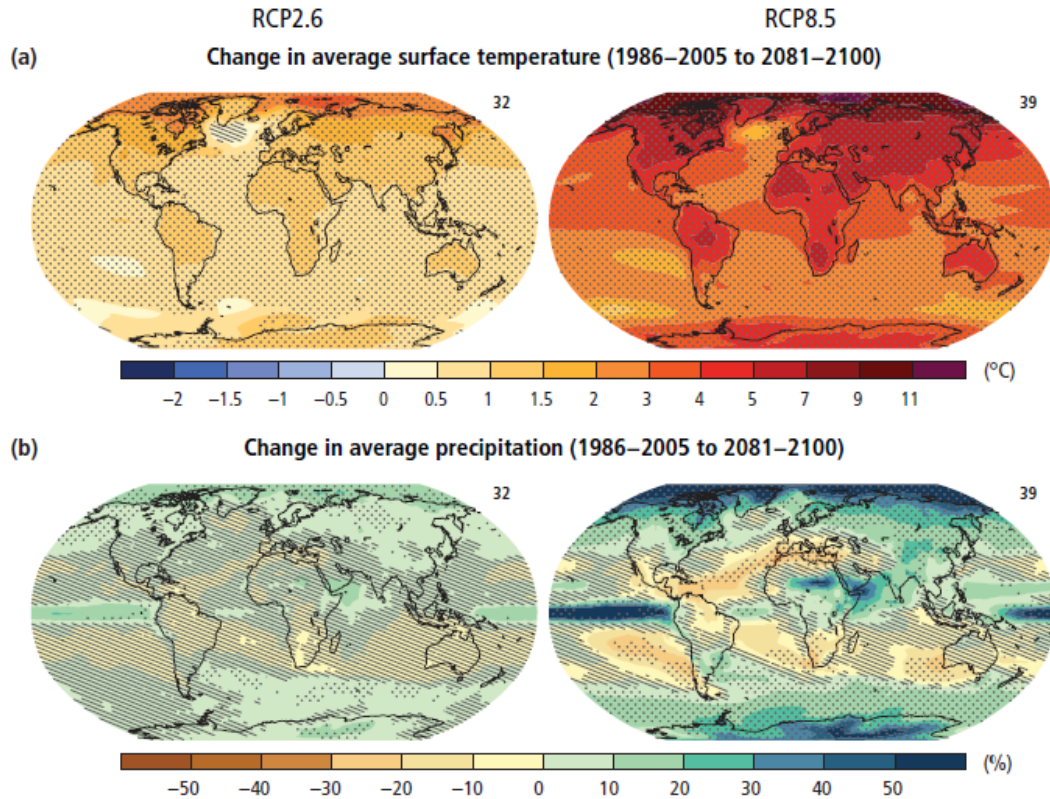 RCP2.6 RCP8.5
(a) Change in average surface temperature (1986–2005 to 2081–2100)
32 39
(°C)
−2 −1.5 −1 −0.5 0 0.5 1 1.5 2 3 4 5 7 9 11
(b) Change in average precipitation (1986–2005 to 2081–2100)
32 39
(%)
−50 −40 −30 −20 −10 0 10 20 30 40 50